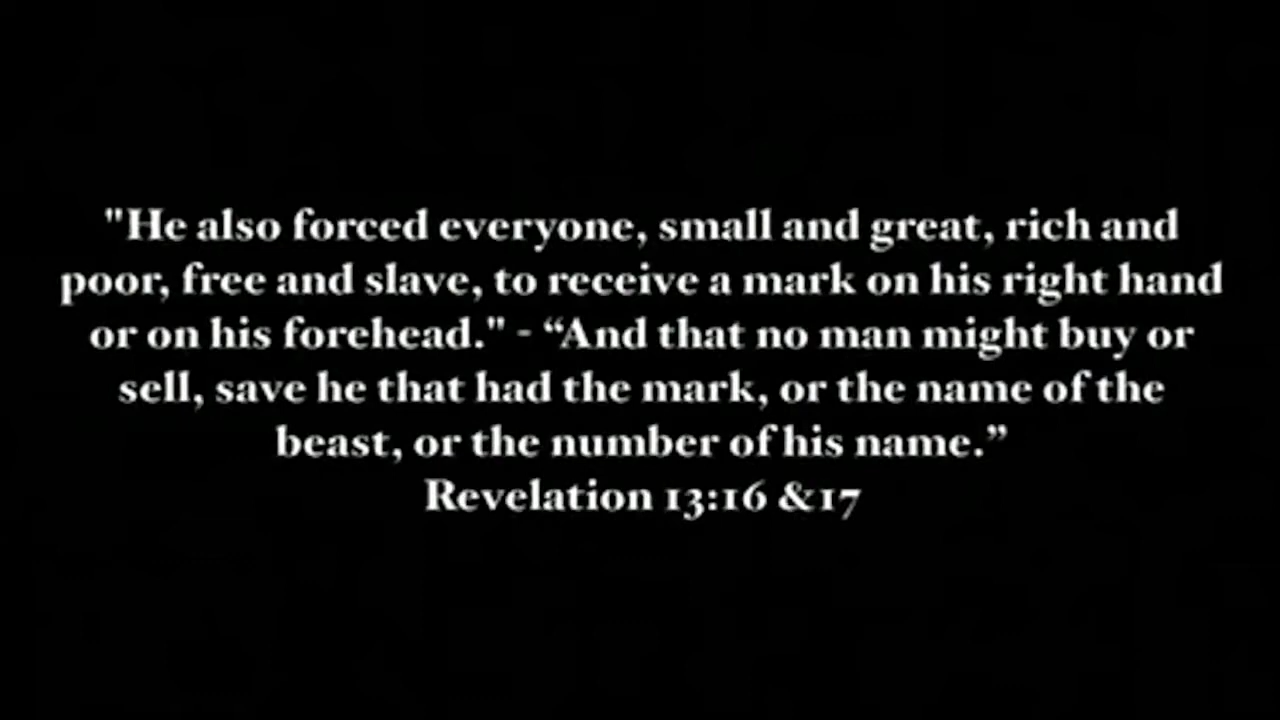 "He also forced everyone, small and great, rich and
poor, free and slave, to receive a mark on his right hand
or on his forehead." - “And that no man might buy or
sell, save he that had the mark, or the name of the
beast, or the number of his name.”
Revelation 13:16 &17